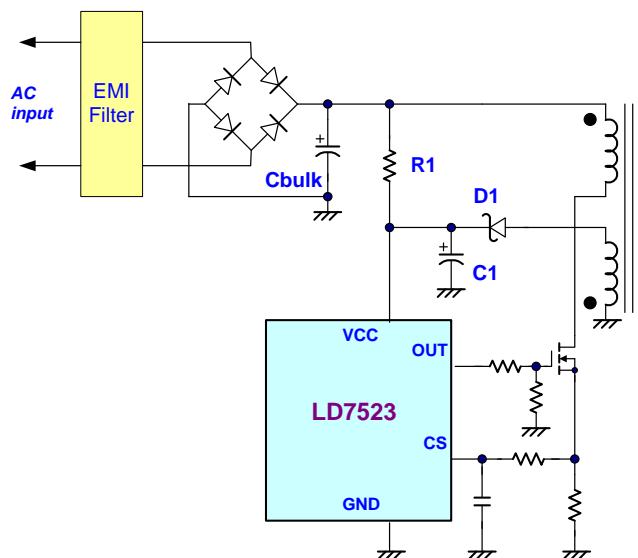 AC
input
EMI
Filter
+
Cbulk
R1
D1
+
C1
VCC
OUT
LD7523
CS
GND